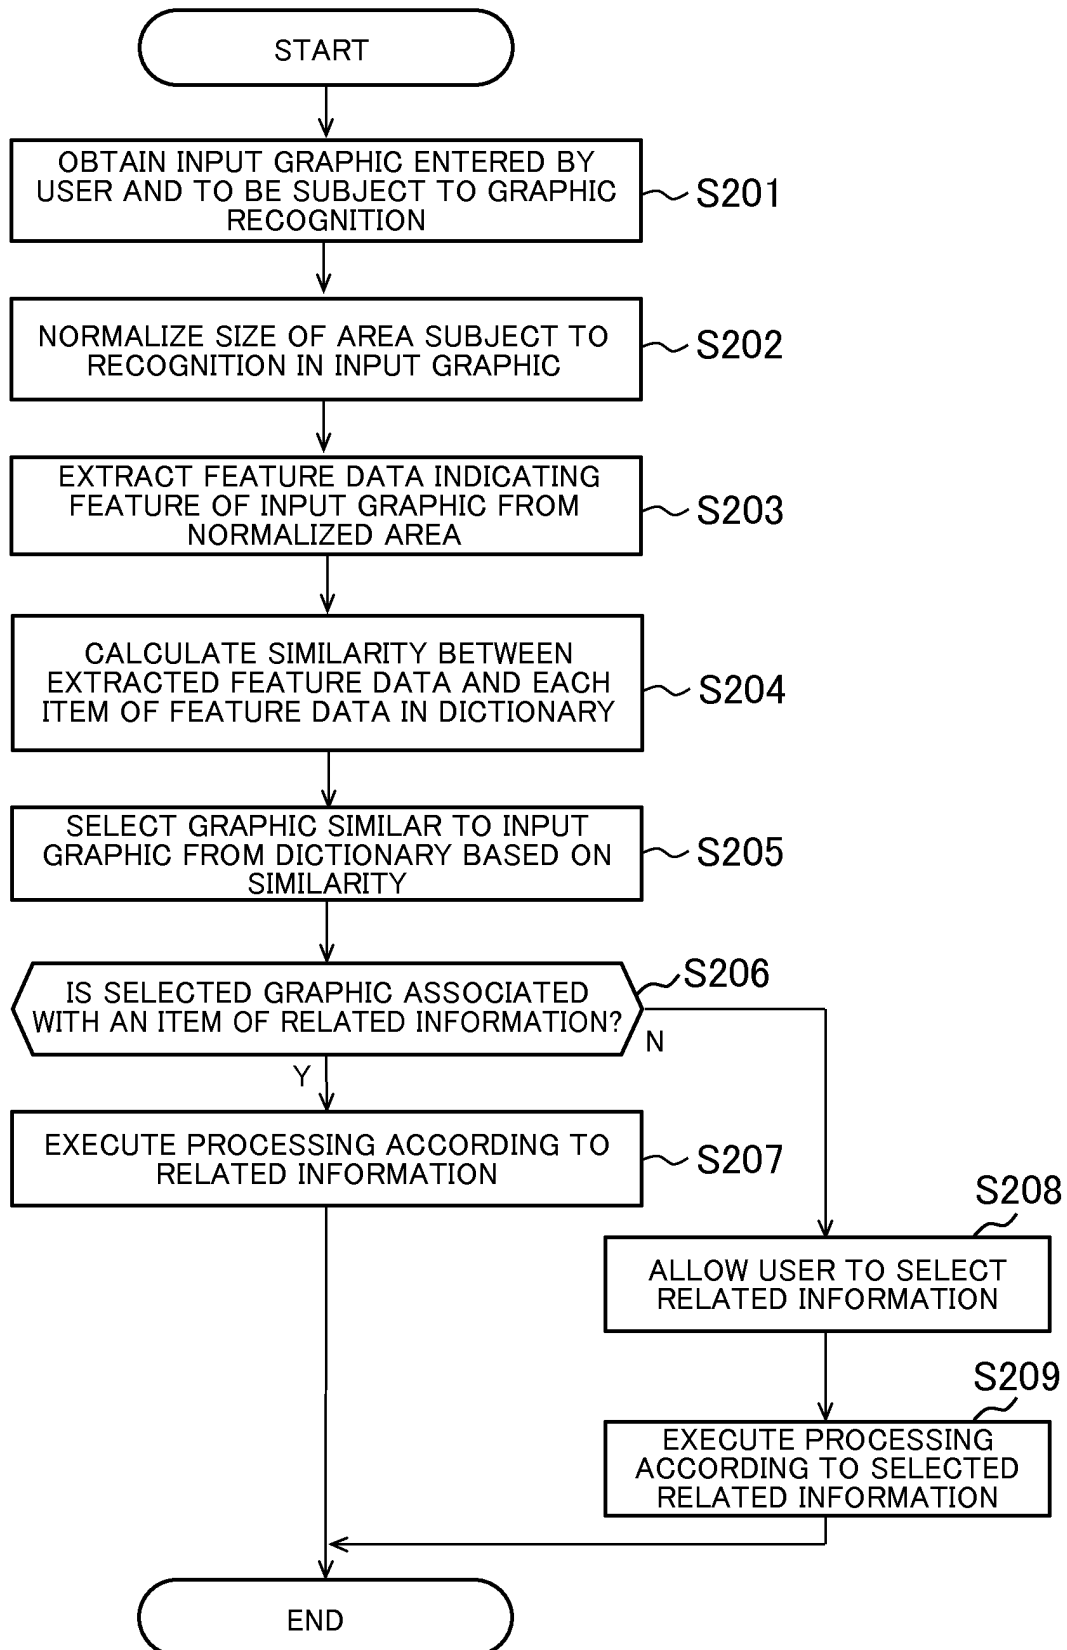 START
OBTAIN INPUT GRAPHIC ENTERED BY
USER AND TO BE SUBJECT TO GRAPHIC
RECOGNITION
S201
NORMALIZE SIZE OF AREA SUBJECT TO
RECOGNITION IN INPUT GRAPHIC
S202
EXTRACT FEATURE DATA INDICATING
FEATURE OF INPUT GRAPHIC FROM
NORMALIZED AREA
S203
CALCULATE SIMILARITY BETWEEN
EXTRACTED FEATURE DATA AND EACH
ITEM OF FEATURE DATA IN DICTIONARY
S204
SELECT GRAPHIC SIMILAR TO INPUT
GRAPHIC FROM DICTIONARY BASED ON
SIMILARITY
S205
IS SELECTED GRAPHIC ASSOCIATED
WITH AN ITEM OF RELATED INFORMATION?
S206
N
Y
EXECUTE PROCESSING ACCORDING TO
RELATED INFORMATION
S207
S208
ALLOW USER TO SELECT
RELATED INFORMATION
S209
EXECUTE PROCESSING
ACCORDING TO SELECTED
RELATED INFORMATION
END